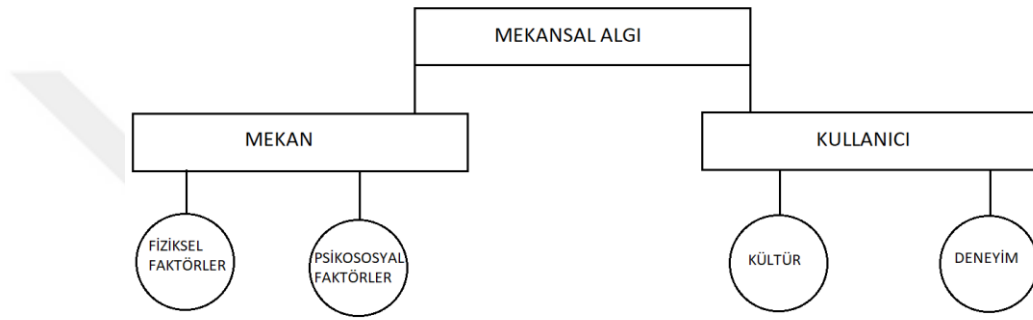 MEKANSAL ALGI
MEKAN
KULLANICI
FİZİKSEL
FAKTÖRLER
PSİKOSOSYAL
FAKTÖRLER
KÜLTÜR
DENEYİM